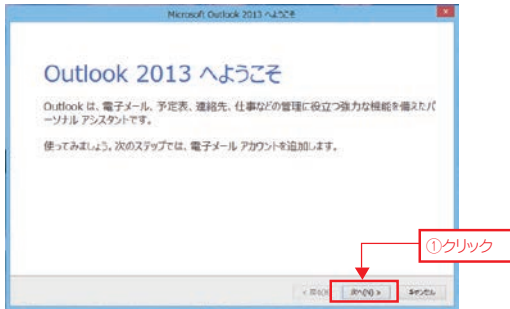 Microsoft Outlook 2013 へようこそ
Outlook 2013 へようこそ
Outlook は、電子メール、予定表、連絡先、仕事などの管理に役立つ強力な機能を備えたパ
ーソナル アシスタントです。
使ってみましょう。次のステップでは、電子メール アカウントを追加します。
①クリック
次へ(N) >
キャンセル